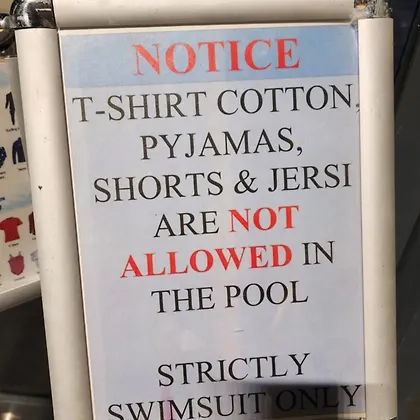 NOTICE
T-SHIRT COTTON,
PYJAMAS,
SHORTS & JERSI
ARE NOT
ALLOWED IN
THE POOL
STRICTLY
SWIMSUIT ONLY